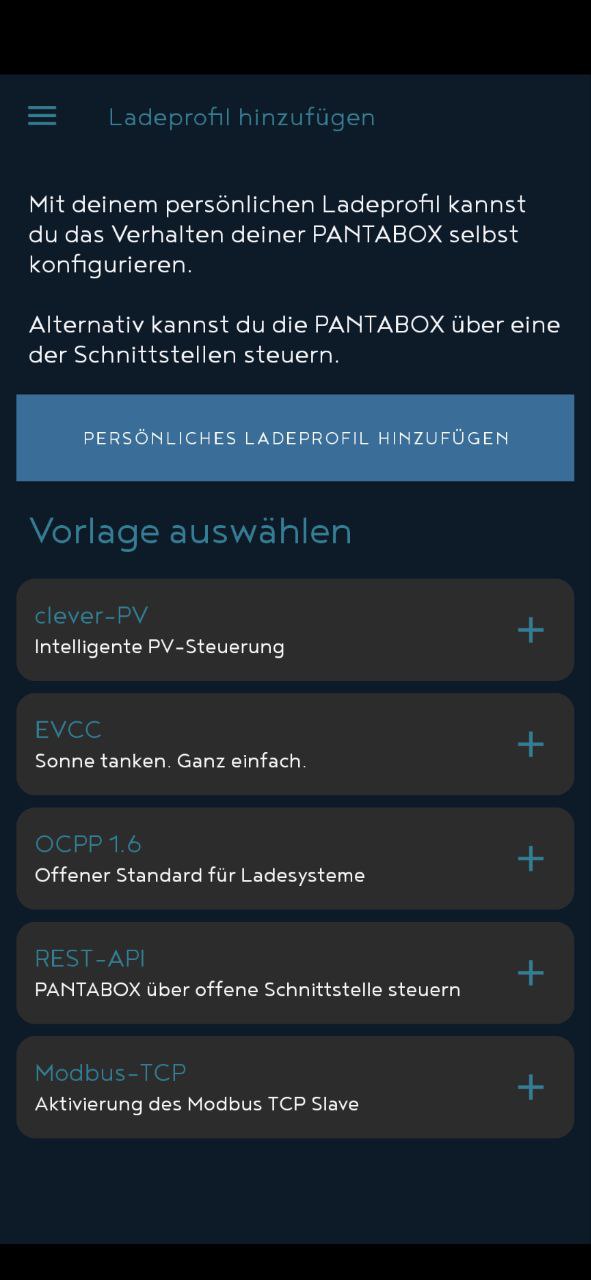 Ladeprofil hinzufügen
Mit deinem persönlichen Ladeprofil kannst
du das Verhalten deiner PANTABOX selbst
konfigurieren.
Alternativ kannst du die PANTABOX über eine
der Schnittstellen steuern.
PERSÖNLICHES LADEPROFIL HINZUFÜGEN
Vorlage auswählen
clever-PV
Intelligente PV-Steuerung
EVCC
Sonne tanken. Ganz einfach.
OCPP 1.6
Offener Standard für Ladesysteme
REST-API
PANTABOX über offene Schnittstelle steuern
Modbus-TCP
Aktivierung des Modbus TCP Slave